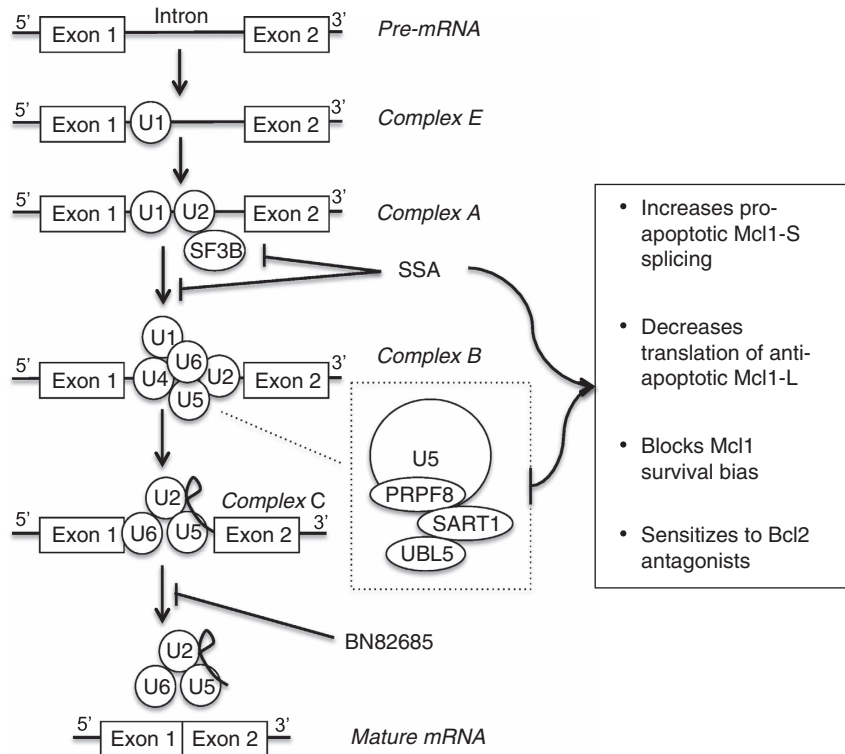 Intron
5’ Exon 1 Exon 2 3’ Pre-mRNA
5’ Exon 1 U1 Exon 2 3’ Complex E
5’ Exon 1 U1 U2 Exon 2 3’ Complex A
SF3B
SSA
U1
U6
5’ Exon 1 U4 U2 Exon 2 3’ Complex B
U5
U5
PRPF8
SART1
UBL5
U2 Complex C
5’ Exon 1 U6 U5 Exon 2 3’
BN82685
U2
U6 U5
5’ Exon 1 Exon 2 3’ Mature mRNA
• Increases pro-
apoptotic Mcl1-S
splicing
• Decreases
translation of anti-
apoptotic Mcl1-L
• Blocks Mcl1
survival bias
• Sensitizes to Bcl2
antagonists